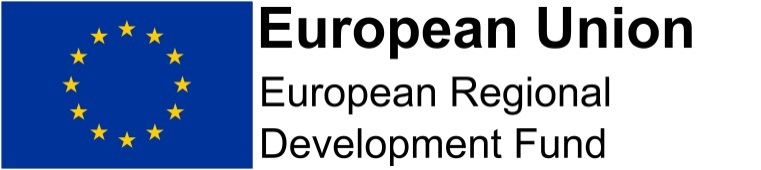 European Union
European Regional
Development Fund